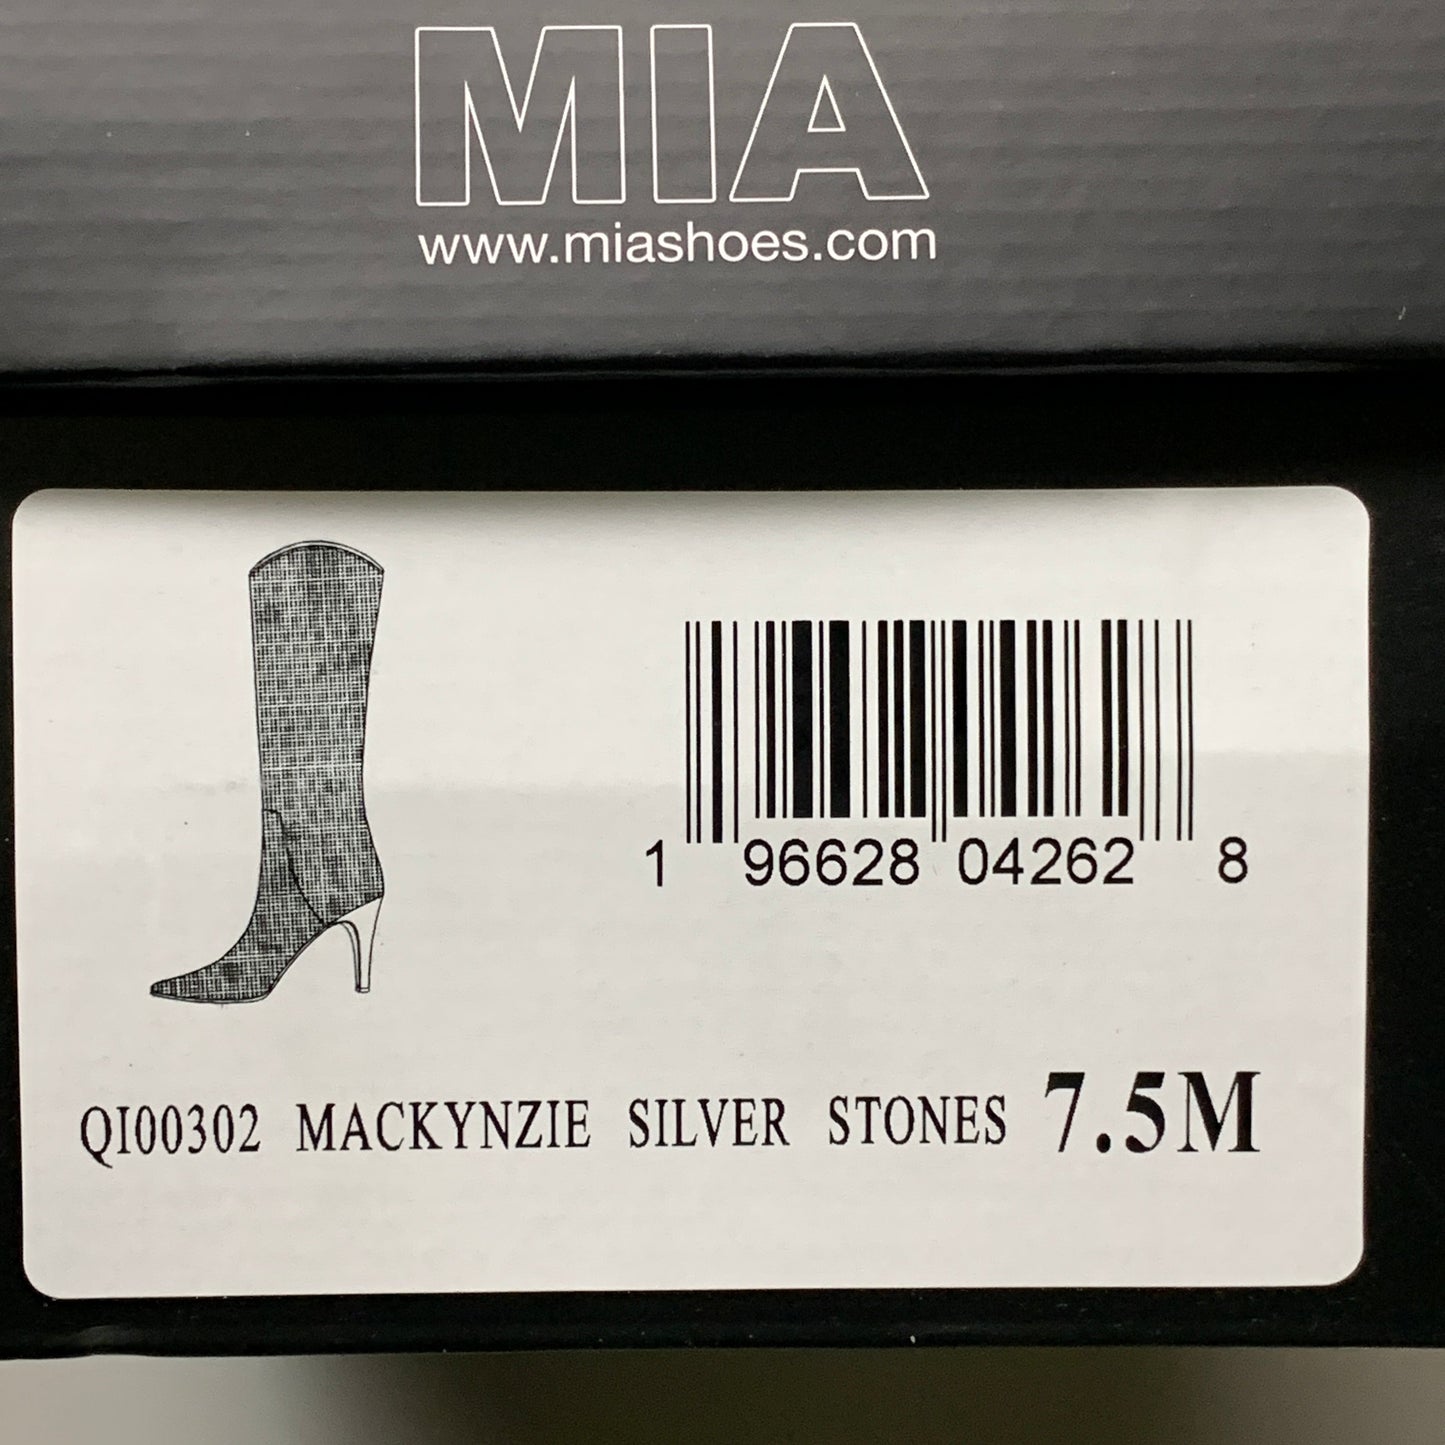 MIA
www.miashoes.com
1 96628 04262 8
QI00302 MACKYNZIE SILVER STONES 7.5M